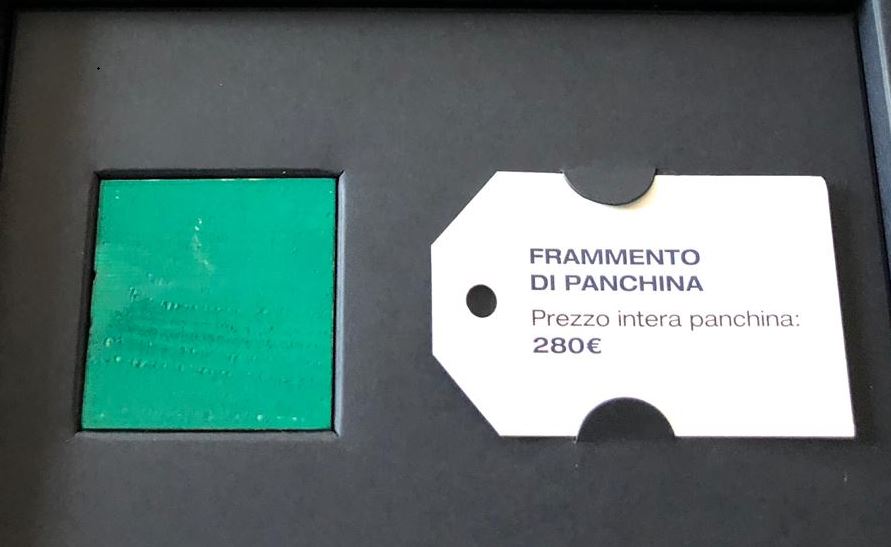 FRAMMENTO
DI PANCHINA
Prezzo intera panchina:
280€